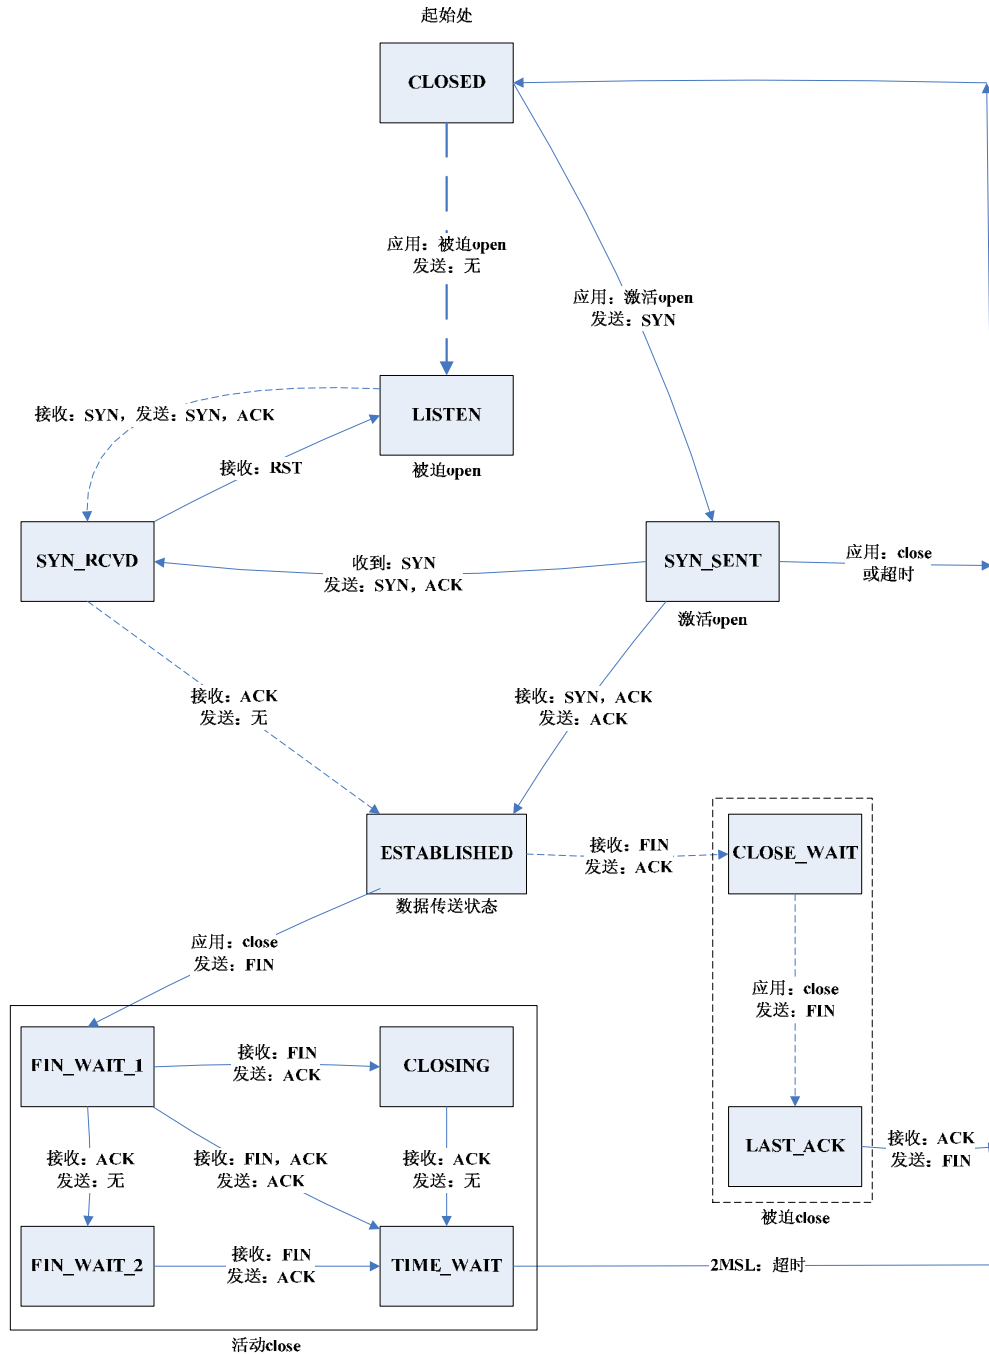 起始处
CLOSED
应用：被迫open
发送：无
应用：激活open
发送：SYN
LISTEN
接收：SYN，发送：SYN，ACK
接收：RST
被迫open
SYN_RCVD
收到：SYN
发送：SYN，ACK
SYN_SENT
应用：close
或超时
激活open
接收：ACK
发送：无
接收：SYN，ACK
发送：ACK
ESTABLISHED
接收：FIN
发送：ACK
CLOSE_WAIT
数据传送状态
应用：close
发送：FIN
应用：close
发送：FIN
FIN_WAIT_1
接收：FIN
发送：ACK
CLOSING
LAST_ACK
接收：ACK
发送：FIN
接收：ACK
发送：无
接收：FIN，ACK
发送：ACK
接收：ACK
发送：无
被迫close
FIN_WAIT_2
接收：FIN
发送：ACK
TIME_WAIT
2MSL：超时
活动close